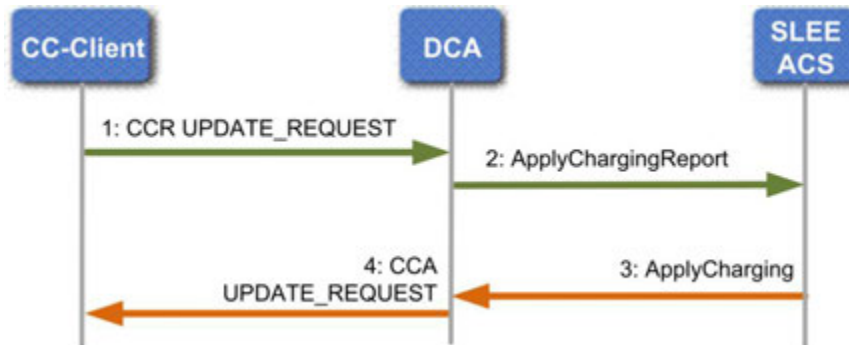 CC-Client
DCA
SLEE
ACS
1: CCR UPDATE_REQUEST
2: ApplyChargingReport
3: ApplyCharging
4: CCA
UPDATE_REQUEST